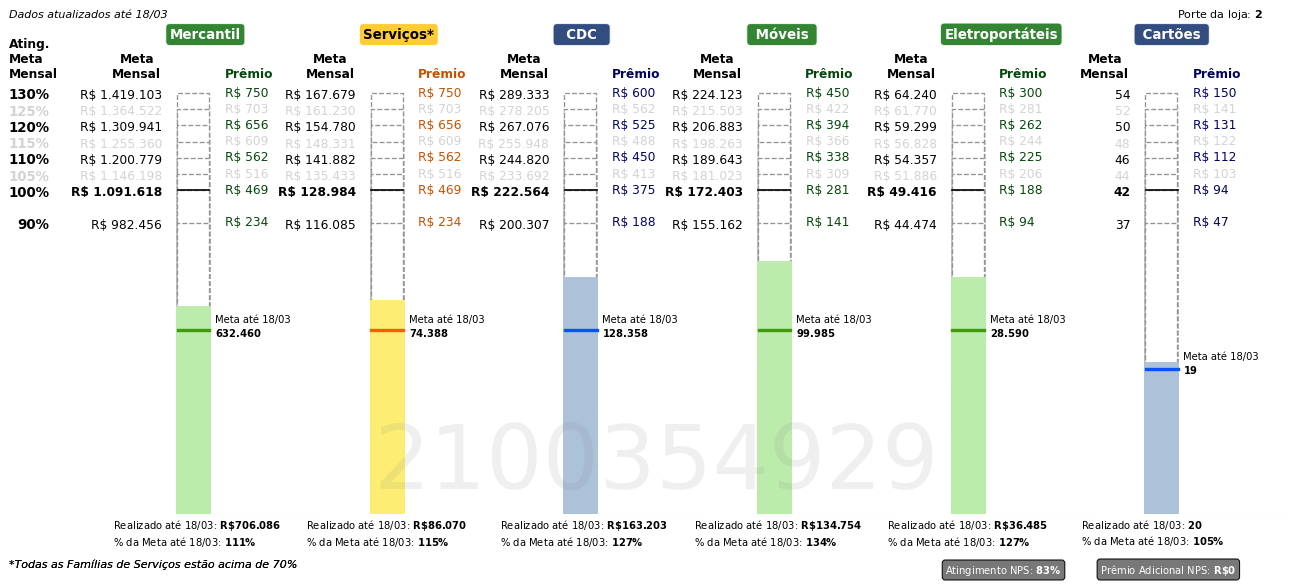 Dados atualizados até 18/03 Porte da loja: 2
Mercantil Serviços* CDC Móveis Eletroportáteis Cartões
Ating. Meta Mensal Meta Mensal Prêmio Meta Mensal Prêmio Meta Mensal Prêmio Meta Mensal Prêmio Meta Mensal Prêmio Meta Mensal Prêmio
130% R$ 1.419.103 R$ 750 R$ 167.679 R$ 750 R$ 289.333 R$ 600 R$ 224.123 R$ 450 R$ 64.240 R$ 300 54 R$ 150
125% R$ 1.364.522 R$ 703 R$ 161.230 R$ 703 R$ 278.205 R$ 562 R$ 215.503 R$ 422 R$ 61.770 R$ 281 52 R$ 141
120% R$ 1.309.941 R$ 656 R$ 154.780 R$ 656 R$ 267.076 R$ 525 R$ 206.883 R$ 394 R$ 59.299 R$ 262 50 R$ 131
115% R$ 1.255.360 R$ 609 R$ 148.331 R$ 609 R$ 255.948 R$ 488 R$ 198.263 R$ 366 R$ 56.828 R$ 244 48 R$ 122
110% R$ 1.200.779 R$ 562 R$ 141.882 R$ 562 R$ 244.820 R$ 450 R$ 189.643 R$ 338 R$ 54.357 R$ 225 46 R$ 112
105% R$ 1.146.198 R$ 516 R$ 135.433 R$ 516 R$ 233.692 R$ 413 R$ 181.023 R$ 309 R$ 51.886 R$ 206 44 R$ 103
100% R$ 1.091.618 R$ 469 R$ 128.984 R$ 469 R$ 222.564 R$ 375 R$ 172.403 R$ 281 R$ 49.416 R$ 188 42 R$ 94
90% R$ 982.456 R$ 234 R$ 116.085 R$ 234 R$ 200.307 R$ 188 R$ 155.162 R$ 141 R$ 44.474 R$ 94 37 R$ 47
Meta até 18/03 Meta até 18/03 Meta até 18/03 Meta até 18/03 Meta até 18/03
632.460 74.388 128.358 99.985 28.590
Meta até 18/03
19
2100354929
Realizado até 18/03: R$706.086 Realizado até 18/03: R$86.070 Realizado até 18/03: R$163.203 Realizado até 18/03: R$134.754 Realizado até 18/03: R$36.485 Realizado até 18/03: 20
% da Meta até 18/03: 111% % da Meta até 18/03: 115% % da Meta até 18/03: 127% % da Meta até 18/03: 134% % da Meta até 18/03: 127% % da Meta até 18/03: 105%
*Todas as Famílias de Serviços estão acima de 70% Atingimento NPS: 83% Prêmio Adicional NPS: R$0